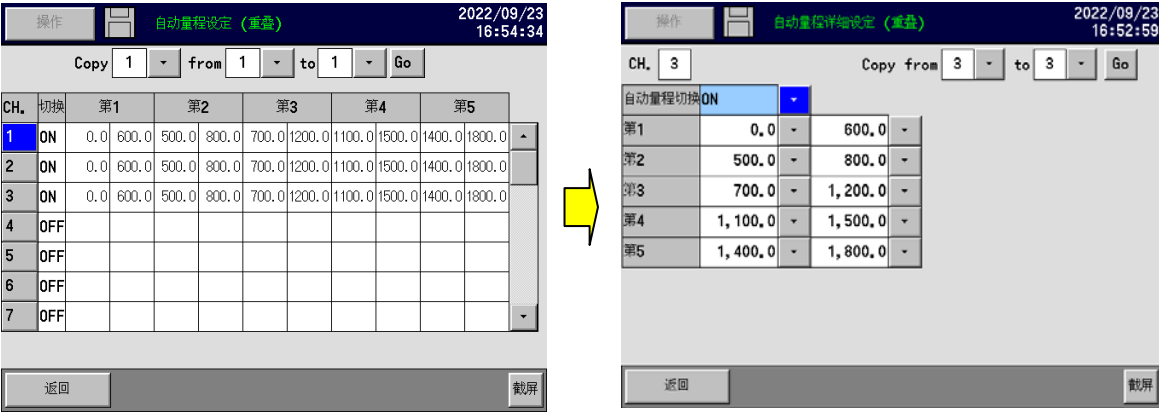 操作 自动量程设定 (重叠) 2022/09/23
16:54:34
Copy 1 from 1 to 1 Go
CH. 切换 第1 第2 第3 第4 第5
1 ON 0.0 600.0 500.0 800.0 700.0 1200.0 1100.0 1500.0 1400.0 1800.0
2 ON 0.0 600.0 500.0 800.0 700.0 1200.0 1100.0 1500.0 1400.0 1800.0
3 ON 0.0 600.0 500.0 800.0 700.0 1200.0 1100.0 1500.0 1400.0 1800.0
4 OFF
5 OFF
6 OFF
7 OFF
返回 截屏
操作 自动量程详细设定 (重叠) 2022/09/23
16:52:59
CH. 3 Copy from 3 to 3 Go
自动量程切换 ON
第1 0.0 600.0
第2 500.0 800.0
第3 700.0 1,200.0
第4 1,100.0 1,500.0
第5 1,400.0 1,800.0
返回 截屏